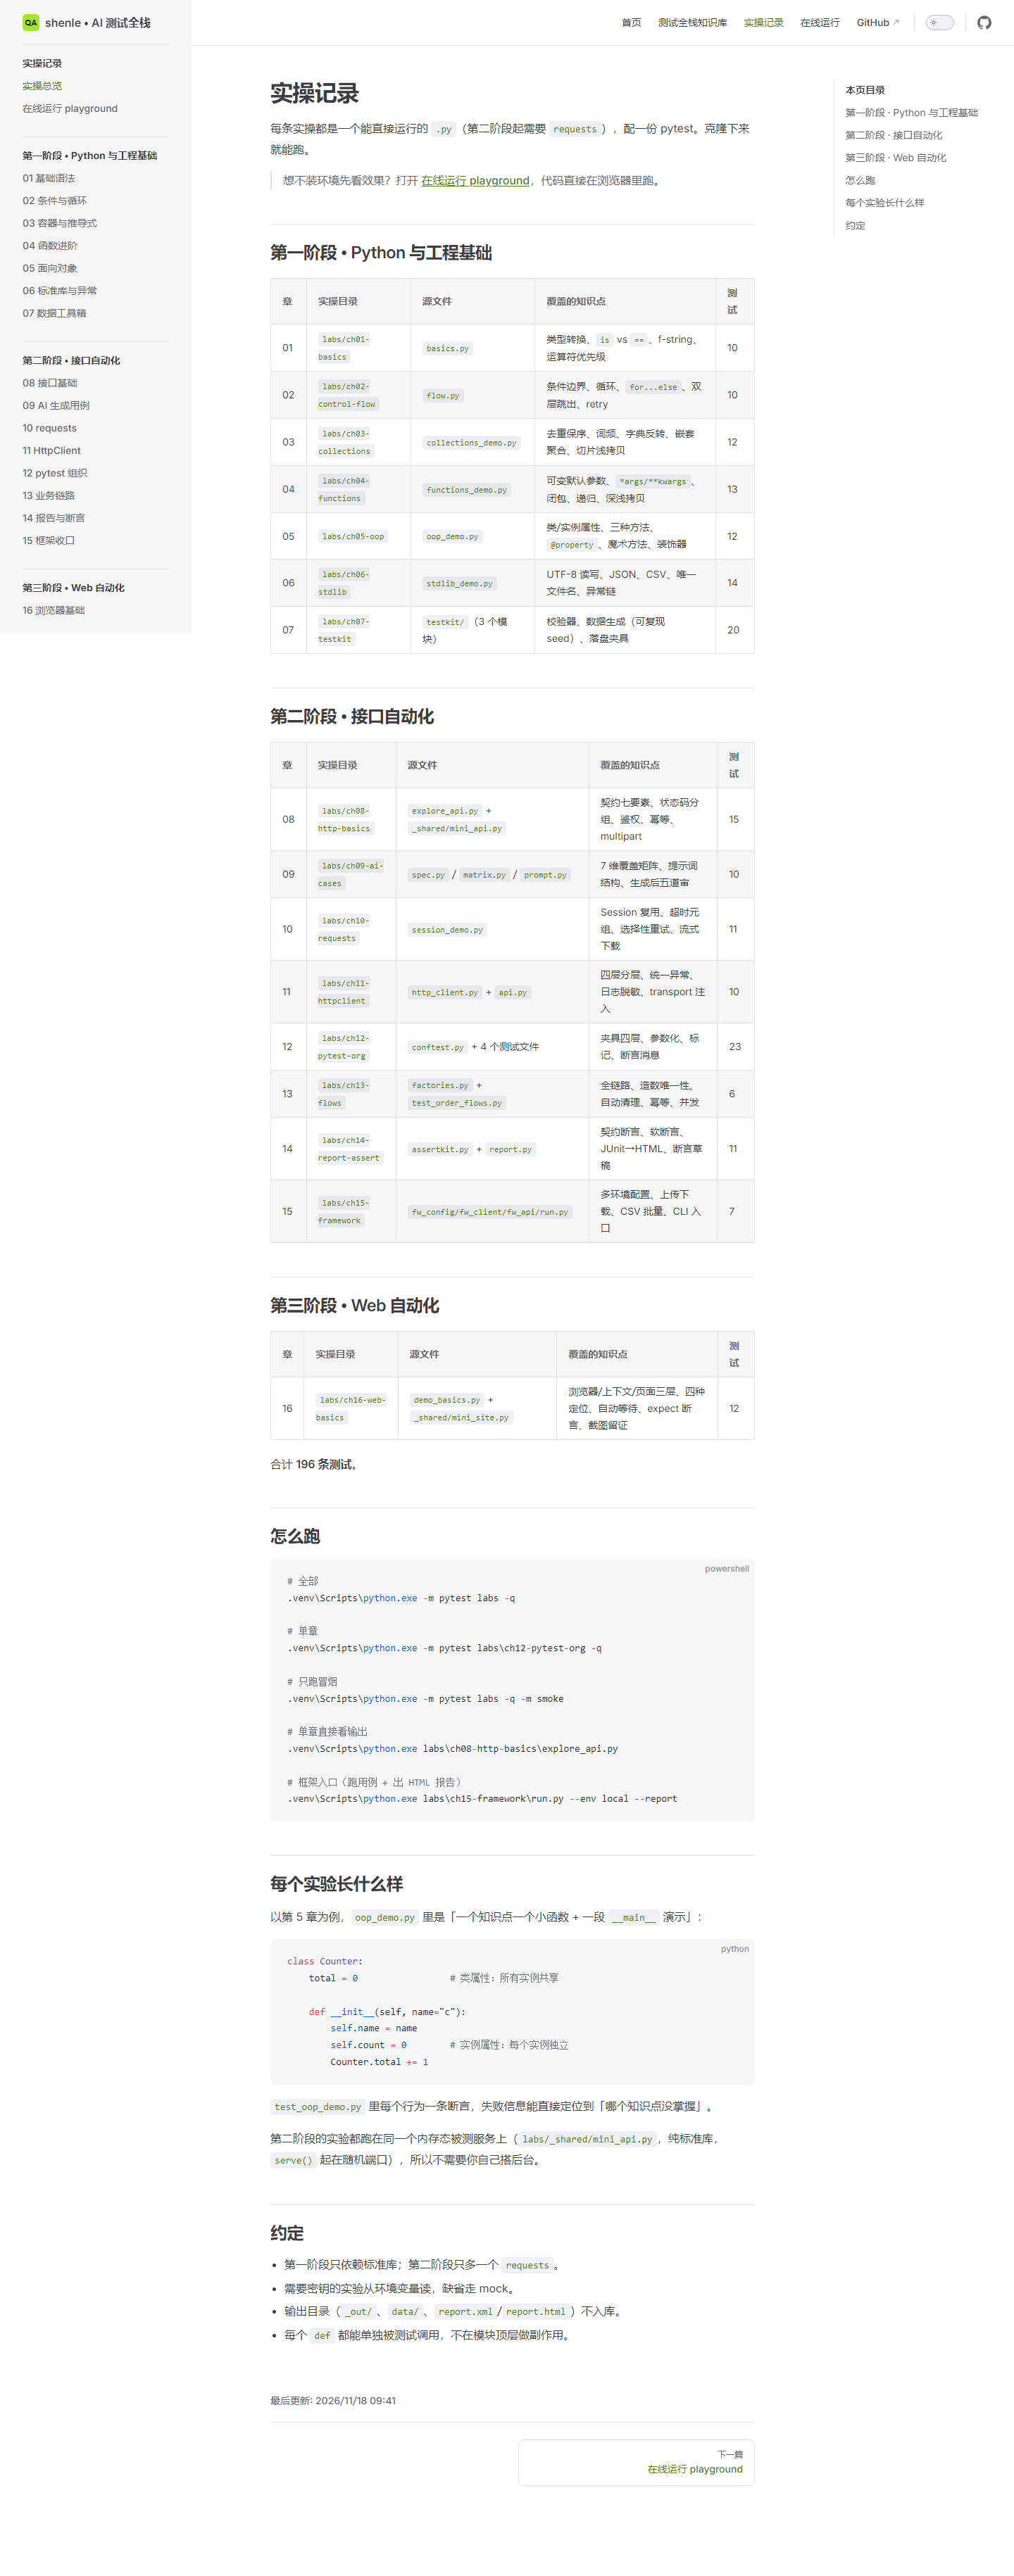 QA shenle • AI 测试全栈
首页 测试全栈知识库 实操记录 在线运行 GitHub ↗
实操记录
实操总览
在线运行 playground
第一阶段 • Python 与工程基础
01 基础语法
02 条件与循环
03 容器与推导式
04 函数进阶
05 面向对象
06 标准库与异常
07 数据工具箱
第二阶段 • 接口自动化
08 接口基础
09 AI 生成用例
10 requests
11 HttpClient
12 pytest 组织
13 业务链路
14 报告与断言
15 框架收口
第三阶段 • Web 自动化
16 浏览器基础
实操记录
每条实操都是一个能直接运行的 .py（第二阶段起需要 requests），配一份 pytest。克隆下来
就能跑。
想不装环境先看效果？打开 在线运行 playground，代码直接在浏览器里跑。
第一阶段 • Python 与工程基础
章 实操目录 源文件 覆盖的知识点 测
试
01 labs/ch01-
basics basics.py 类型转换、is vs ==、f-string、
运算符优先级 10
02 labs/ch02-
control-flow flow.py 条件边界、循环、for...else、双
层跳出、retry 10
03 labs/ch03-
collections collections_demo.py 去重保序、词频、字典反转、嵌套
聚合、切片浅拷贝 12
04 labs/ch04-
functions functions_demo.py 可变默认参数、*args/**kwargs、
闭包、递归、深浅拷贝 13
05 labs/ch05-oop oop_demo.py 类/实例属性、三种方法、
@property、魔术方法、装饰器 12
06 labs/ch06-
stdlib stdlib_demo.py UTF-8 读写、JSON、CSV、唯一
文件名、异常链 14
07 labs/ch07-
testkit testkit/（3 个模
块） 校验器、数据生成（可复现
seed）、落盘夹具 20
第二阶段 • 接口自动化
章 实操目录 源文件 覆盖的知识点 测
试
08 labs/ch08-
http-basics explore_api.py +
_shared/mini_api.py 契约七要素、状态码分
组、鉴权、幂等、
multipart 15
09 labs/ch09-ai-
cases spec.py / matrix.py / prompt.py 7 维覆盖矩阵、提示词
结构、生成后五道审 10
10 labs/ch10-
requests session_demo.py Session 复用、超时元
组、选择性重试、流式
下载 11
11 labs/ch11-
httpclient http_client.py + api.py 四层分层、统一异常、
日志脱敏、transport 注
入 10
12 labs/ch12-
pytest-org conftest.py + 4 个测试文件 夹具四层、参数化、标
记、断言消息 23
13 labs/ch13-
flows factories.py +
test_order_flows.py 全链路、造数唯一性、
自动清理、幂等、并发 6
14 labs/ch14-
report-assert assertkit.py + report.py 契约断言、软断言、
JUnit→HTML、断言草
稿 11
15 labs/ch15-
framework fw_config/fw_client/fw_api/run.py 多环境配置、上传下
载、CSV 批量、CLI 入
口 7
第三阶段 • Web 自动化
章 实操目录 源文件 覆盖的知识点 测
试
16 labs/ch16-web-
basics demo_basics.py +
_shared/mini_site.py 浏览器/上下文/页面三层、四种
定位、自动等待、expect 断
言、截图留证 12
合计 196 条测试。
怎么跑
powershell
# 全部
.venv\Scripts\python.exe -m pytest labs -q
# 单章
.venv\Scripts\python.exe -m pytest labs\ch12-pytest-org -q
# 只跑冒烟
.venv\Scripts\python.exe -m pytest labs -q -m smoke
# 单章直接看输出
.venv\Scripts\python.exe labs\ch08-http-basics\explore_api.py
# 框架入口（跑用例 + 出 HTML 报告）
.venv\Scripts\python.exe labs\ch15-framework\run.py --env local --report
每个实验长什么样
以第 5 章为例，oop_demo.py 里是「一个知识点一个小函数 + 一段 __main__ 演示」：
python
class Counter:
    total = 0                 # 类属性：所有实例共享
    def __init__(self, name="c"):
        self.name = name
        self.count = 0        # 实例属性：每个实例独立
        Counter.total += 1
test_oop_demo.py 里每个行为一条断言，失败信息能直接定位到「哪个知识点没掌握」。
第二阶段的实验都跑在同一个内存态被测服务上（labs/_shared/mini_api.py，纯标准库，
serve() 起在随机端口），所以不需要你自己搭后台。
约定
• 第一阶段只依赖标准库；第二阶段只多一个 requests。
• 需要密钥的实验从环境变量读，缺省走 mock。
• 输出目录（_out/、data/、report.xml/report.html）不入库。
• 每个 def 都能单独被测试调用，不在模块顶层做副作用。
最后更新: 2026/11/18 09:41
下一篇
在线运行 playground
本页目录
第一阶段 · Python 与工程基础
第二阶段 · 接口自动化
第三阶段 · Web 自动化
怎么跑
每个实验长什么样
约定